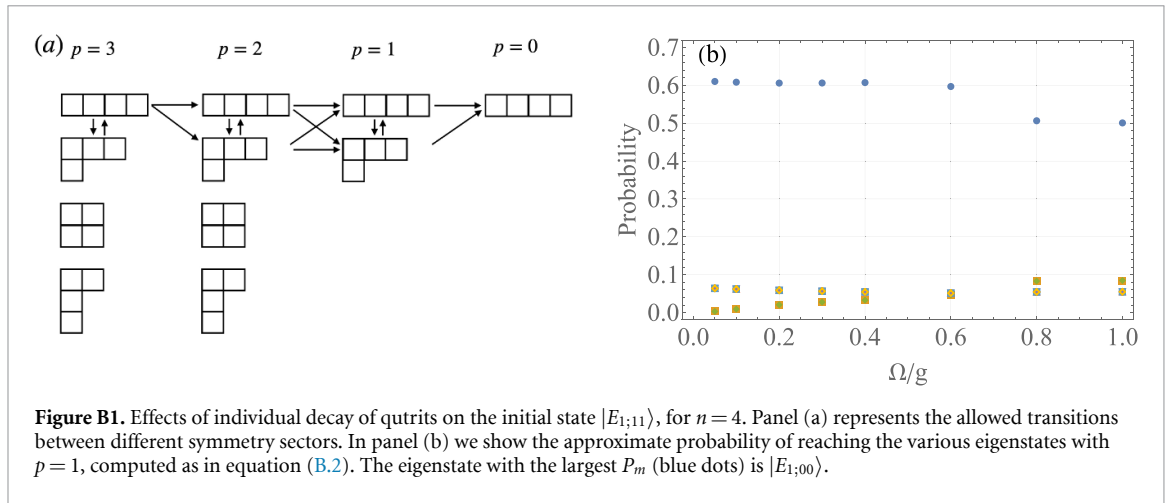 (a) p = 3 p = 2 p = 1 p = 0
(b)
0.7
0.6
0.5
0.4
0.3
0.2
0.1
0.0
Probability
0.0 0.2 0.4 0.6 0.8 1.0
Ω/g
Figure B1. Effects of individual decay of qutrits on the initial state |E1;11⟩, for n = 4. Panel (a) represents the allowed transitions
between different symmetry sectors. In panel (b) we show the approximate probability of reaching the various eigenstates with
p = 1, computed as in equation (B.2). The eigenstate with the largest Pm (blue dots) is |E1;00⟩.